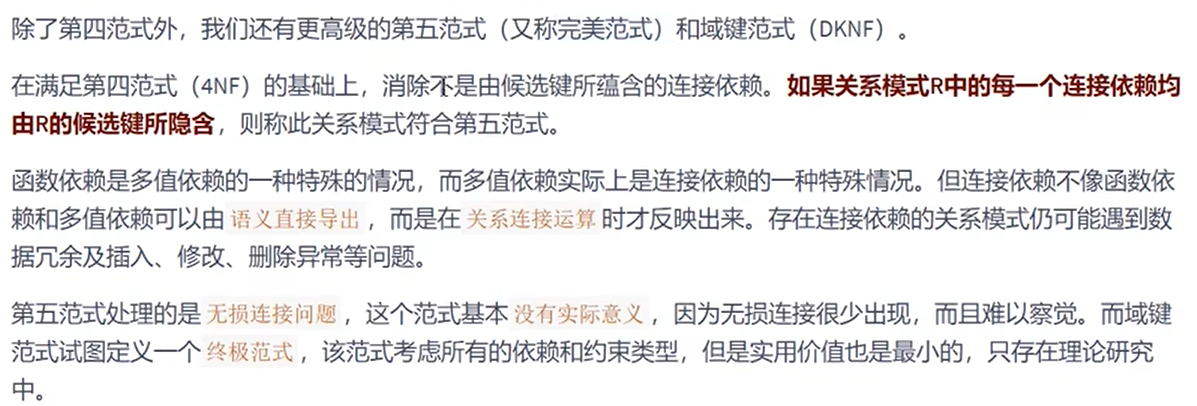 除了第四范式外，我们还有更高级的第五范式（又称完美范式）和域键范式（DKNF）。
在满足第四范式（4NF）的基础上，消除不是由候选键所蕴含的连接依赖。如果关系模式R中的每一个连接依赖均
由R的候选键所隐含，则称此关系模式符合第五范式。
函数依赖是多值依赖的一种特殊的情况，而多值依赖实际上是连接依赖的一种特殊情况。但连接依赖不像函数依
赖和多值依赖可以由 语义直接导出 ，而是在 关系连接运算 时才反映出来。存在连接依赖的关系模式仍可能遇到数
据冗余及插入、修改、删除异常等问题。
第五范式处理的是 无损连接问题 ，这个范式基本 没有实际意义 ，因为无损连接很少出现，而且难以察觉。而域键
范式试图定义一个 终极范式 ，该范式考虑所有的依赖和约束类型，但是实用价值也是最小的，只存在理论研究
中。